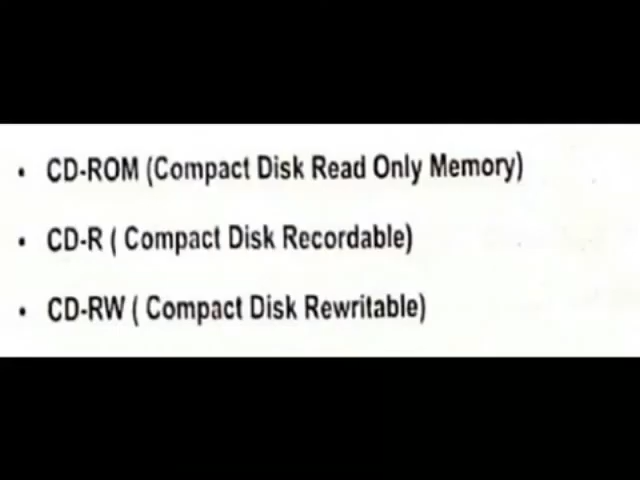 • CD-ROM (Compact Disk Read Only Memory)
• CD-R ( Compact Disk Recordable)
• CD-RW ( Compact Disk Rewritable)